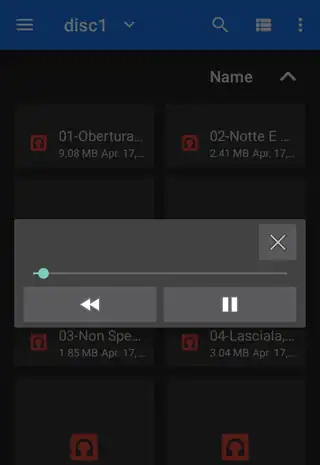 disc1
Name
01-Obertura...
9.08 MB Apr. 17,...
02-Notte E ...
2.41 MB Apr. 17,...
03-Non Spe...
1.85 MB Apr. 17,...
04-Lasciala,...
3.04 MB Apr. 17,...